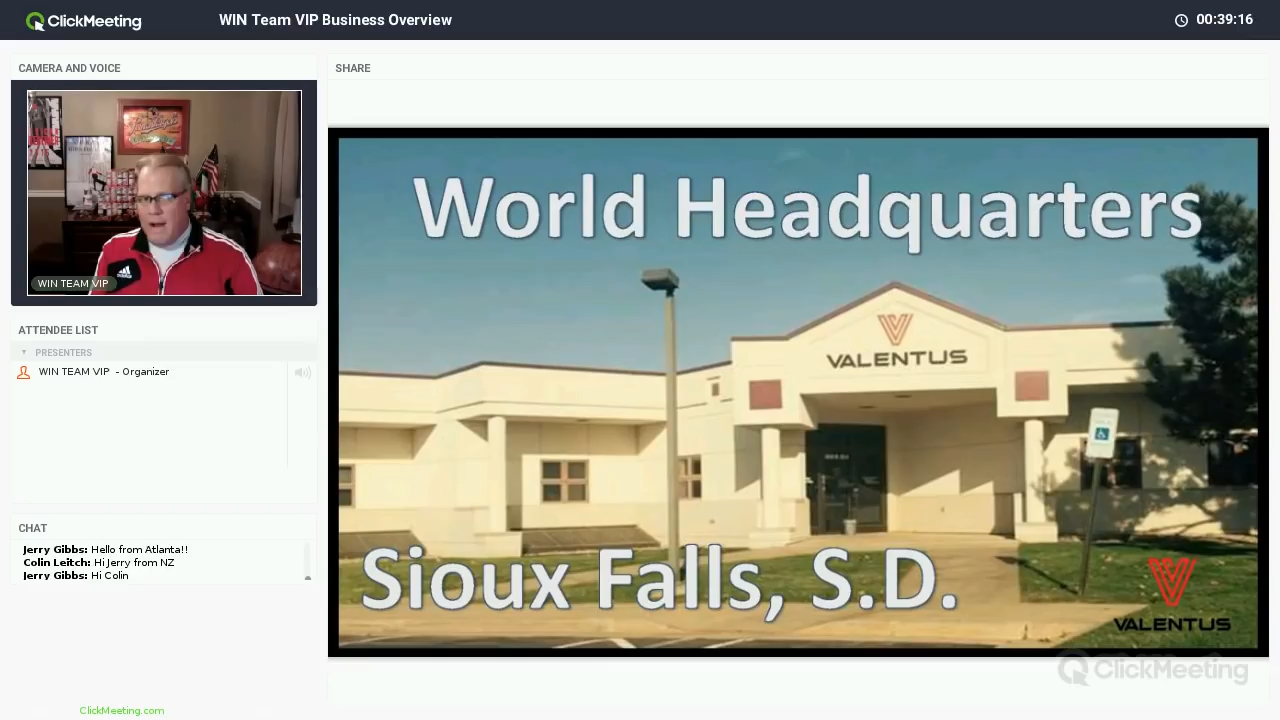 ClickMeeting
WIN Team VIP Business Overview
00:39:16
CAMERA AND VOICE
WIN TEAM VIP
ATTENDEE LIST
PRESENTERS
WIN TEAM VIP - Organizer
CHAT
Jerry Gibbs: Hello from Atlanta!!
Colin Leitch: Hi Jerry from NZ
Jerry Gibbs: Hi Colin
ClickMeeting.com
SHARE
World Headquarters
VALENTUS
Sioux Falls, S.D.
VALENTUS
ClickMeeting